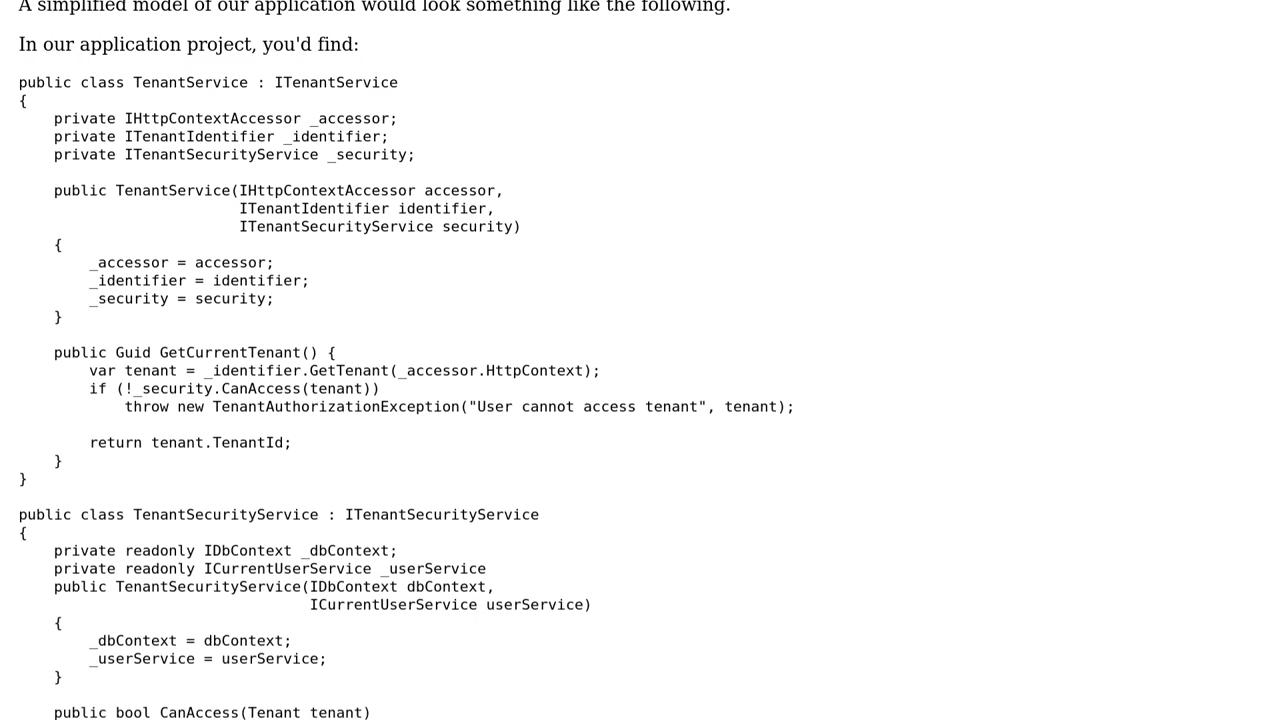 A simplified model of our application would look something like the following.
In our application project, you'd find:
public class TenantService : ITenantService
{
    private IHttpContextAccessor _accessor;
    private ITenantIdentifier _identifier;
    private ITenantSecurityService _security;

    public TenantService(IHttpContextAccessor accessor,
                         ITenantIdentifier identifier,
                         ITenantSecurityService security)
    {
        _accessor = accessor;
        _identifier = identifier;
        _security = security;
    }

    public Guid GetCurrentTenant() {
        var tenant = _identifier.GetTenant(_accessor.HttpContext);
        if (!_security.CanAccess(tenant))
            throw new TenantAuthorizationException("User cannot access tenant", tenant);

        return tenant.TenantId;
    }
}

public class TenantSecurityService : ITenantSecurityService
{
    private readonly IDbContext _dbContext;
    private readonly ICurrentUserService _userService
    public TenantSecurityService(IDbContext dbContext,
                                 ICurrentUserService userService)
    {
        _dbContext = dbContext;
        _userService = userService;
    }

    public bool CanAccess(Tenant tenant)